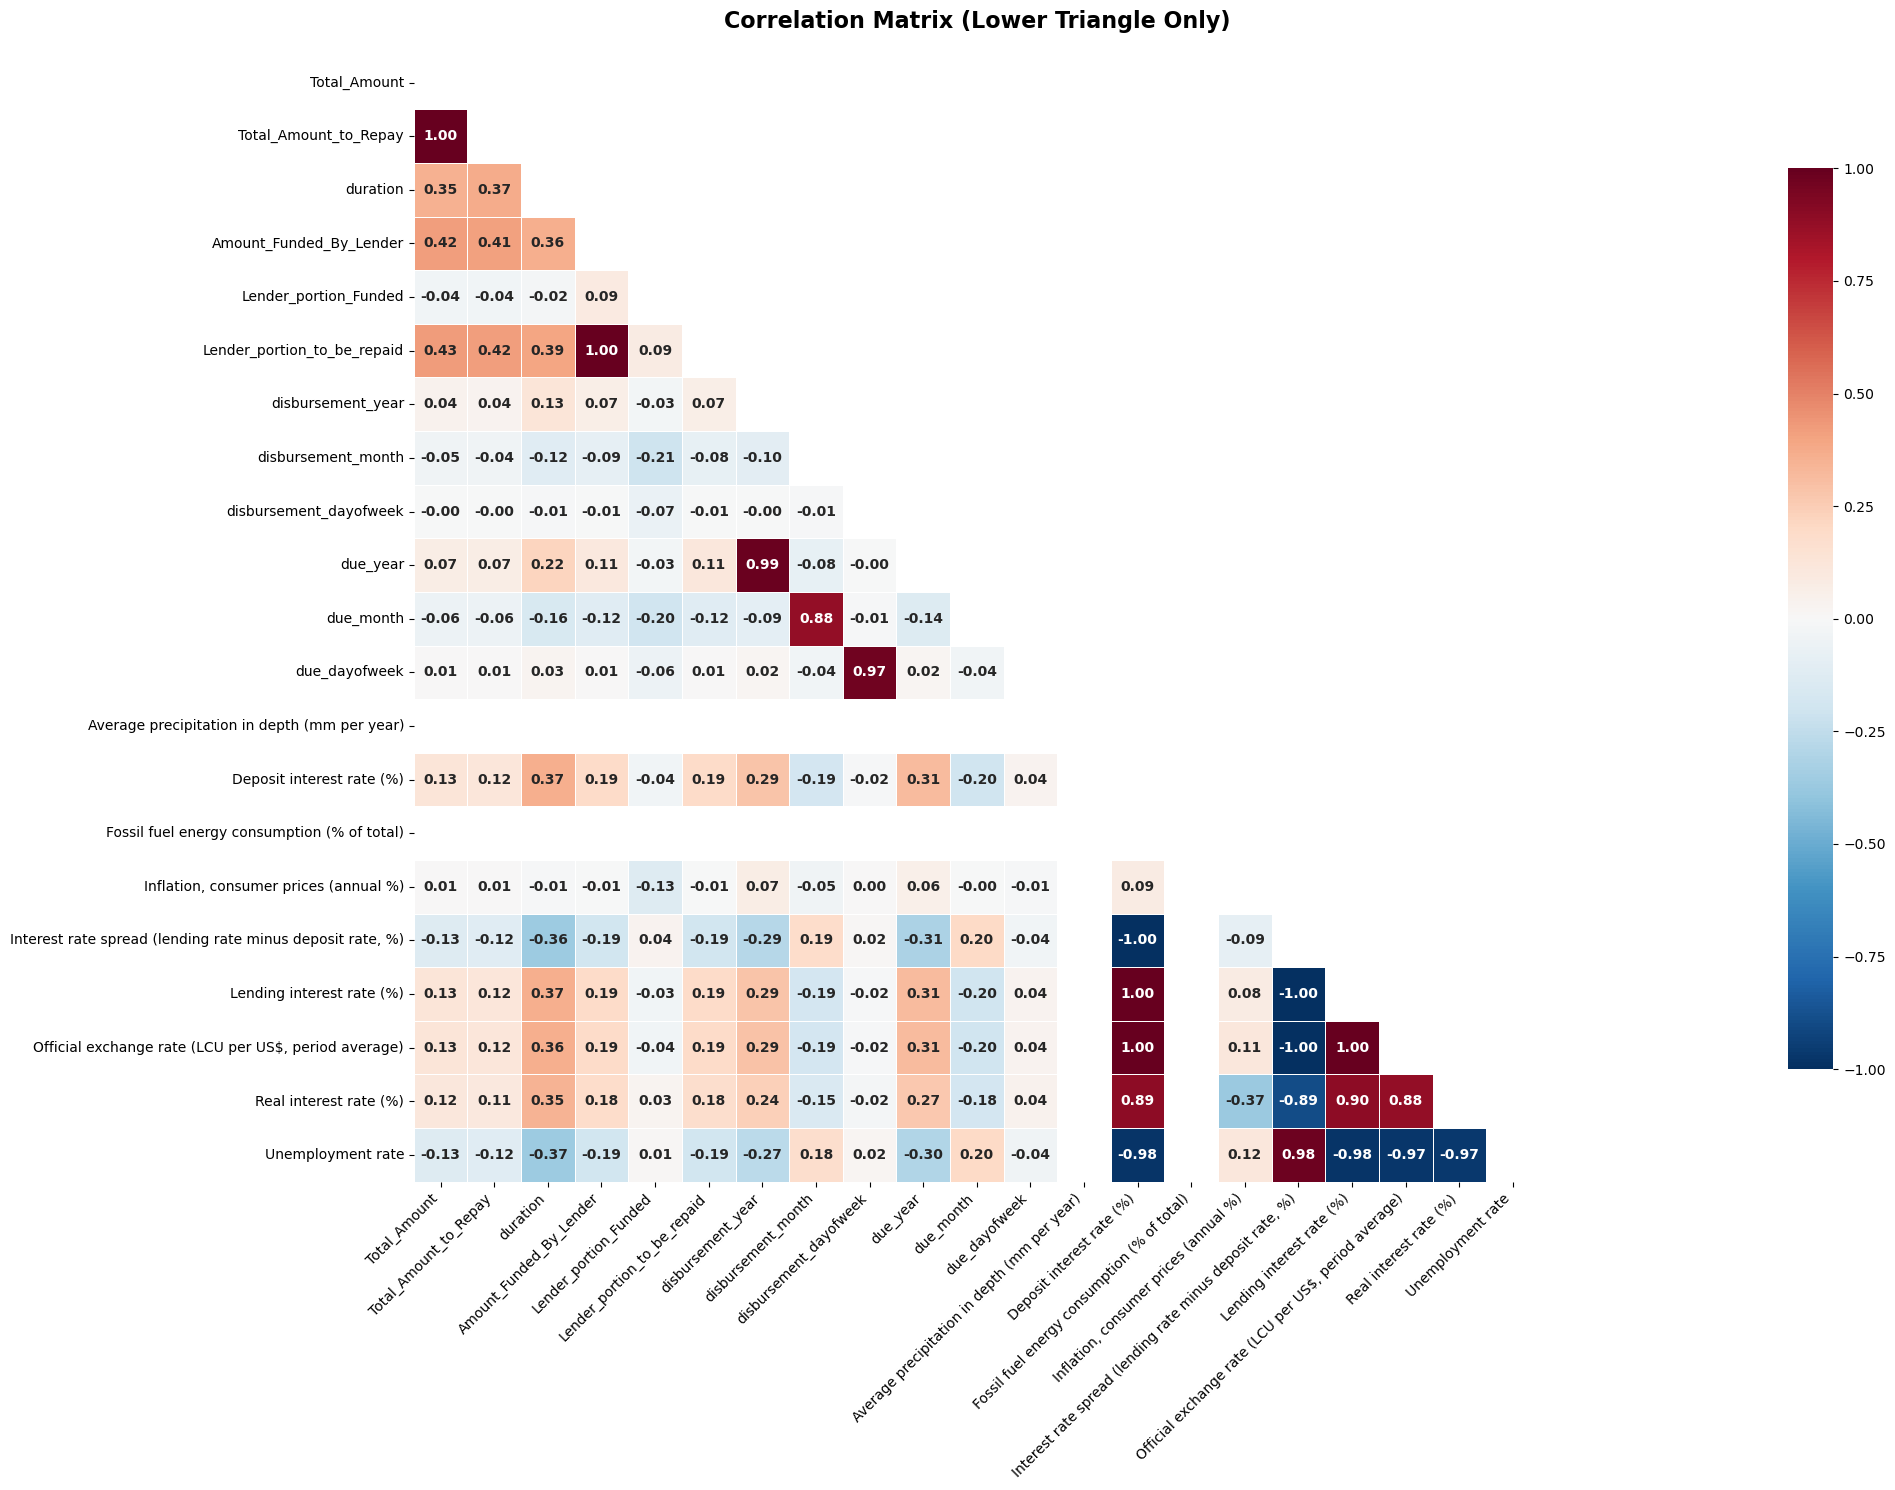 Correlation Matrix (Lower Triangle Only)
Total_Amount
Total_Amount_to_Repay 1.00
duration 0.35 0.37
Amount_Funded_By_Lender 0.42 0.41 0.36
Lender_portion_Funded -0.04 -0.04 -0.02 0.09
Lender_portion_to_be_repaid 0.43 0.42 0.39 1.00 0.09
disbursement_year 0.04 0.04 0.13 0.07 -0.03 0.07
disbursement_month -0.05 -0.04 -0.12 -0.09 -0.21 -0.08 -0.10
disbursement_dayofweek -0.00 -0.00 -0.01 -0.01 -0.07 -0.01 -0.00 -0.01
due_year 0.07 0.07 0.22 0.11 -0.03 0.11 0.99 -0.08 -0.00
due_month -0.06 -0.06 -0.16 -0.12 -0.20 -0.12 -0.09 0.88 -0.01 -0.14
due_dayofweek 0.01 0.01 0.03 0.01 -0.06 0.01 0.02 -0.04 0.97 0.02 -0.04
Average precipitation in depth (mm per year)
Deposit interest rate (%) 0.13 0.12 0.37 0.19 -0.04 0.19 0.29 -0.19 -0.02 0.31 -0.20 0.04
Fossil fuel energy consumption (% of total)
Inflation, consumer prices (annual %) 0.01 0.01 -0.01 -0.01 -0.13 -0.01 0.07 -0.05 0.00 0.06 -0.00 -0.01 0.09
Interest rate spread (lending rate minus deposit rate, %) -0.13 -0.12 -0.36 -0.19 0.04 -0.19 -0.29 0.19 0.02 -0.31 0.20 -0.04 -1.00 -0.09
Lending interest rate (%) 0.13 0.12 0.37 0.19 -0.03 0.19 0.29 -0.19 -0.02 0.31 -0.20 0.04 1.00 0.08 -1.00
Official exchange rate (LCU per US$, period average) 0.13 0.12 0.36 0.19 -0.04 0.19 0.29 -0.19 -0.02 0.31 -0.20 0.04 1.00 0.11 -1.00 1.00
Real interest rate (%) 0.12 0.11 0.35 0.18 0.03 0.18 0.24 -0.15 -0.02 0.27 -0.18 0.04 0.89 -0.37 -0.89 0.90 0.88
Unemployment rate -0.13 -0.12 -0.37 -0.19 0.01 -0.19 -0.27 0.18 0.02 -0.30 0.20 -0.04 -0.98 0.12 0.98 -0.98 -0.97 -0.97
Total_Amount
Total_Amount_to_Repay
duration
Amount_Funded_By_Lender
Lender_portion_Funded
Lender_portion_to_be_repaid
disbursement_year
disbursement_month
disbursement_dayofweek
due_year
due_month
due_dayofweek
Average precipitation in depth (mm per year)
Deposit interest rate (%)
Fossil fuel energy consumption (% of total)
Inflation, consumer prices (annual %)
Interest rate spread (lending rate minus deposit rate, %)
Lending interest rate (%)
Official exchange rate (LCU per US$, period average)
Real interest rate (%)
Unemployment rate
1.00
0.75
0.50
0.25
0.00
−0.25
−0.50
−0.75
−1.00